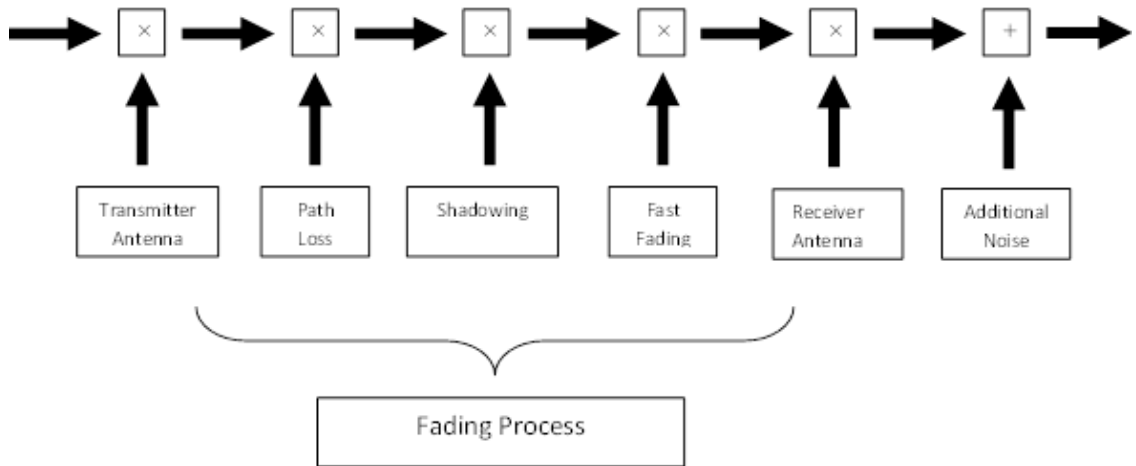 × × × × × +
Transmitter
Antenna
Path
Loss
Shadowing
Fast
Fading
Receiver
Antenna
Additional
Noise
Fading Process